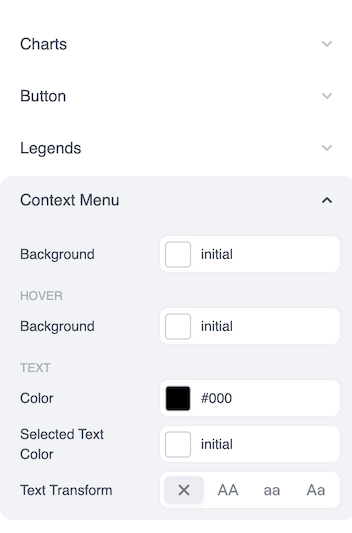 Charts
Button
Legends
Context Menu
Background initial
HOVER
Background initial
TEXT
Color #000
Selected Text
Color
initial
Text Transform AA aa Aa